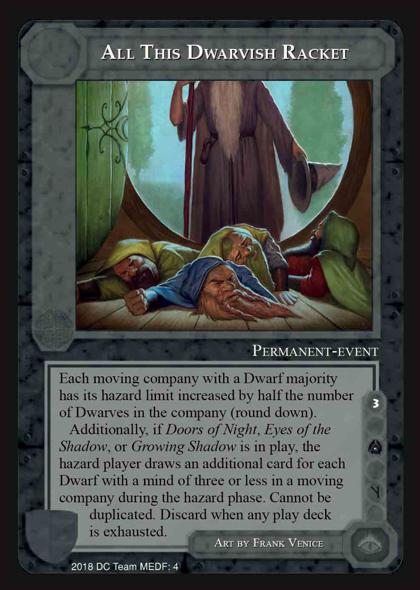 All This Dwarvish Racket
Permanent-event
Each moving company with a Dwarf majority
has its hazard limit increased by half the number
of Dwarves in the company (round down).
Additionally, if Doors of Night, Eyes of the
Shadow, or Growing Shadow is in play, the
hazard player draws an additional card for each
Dwarf with a mind of three or less in a moving
company during the hazard phase. Cannot be
duplicated. Discard when any play deck
is exhausted.
3
Art by Frank Venice
2018 DC Team MEDF: 4